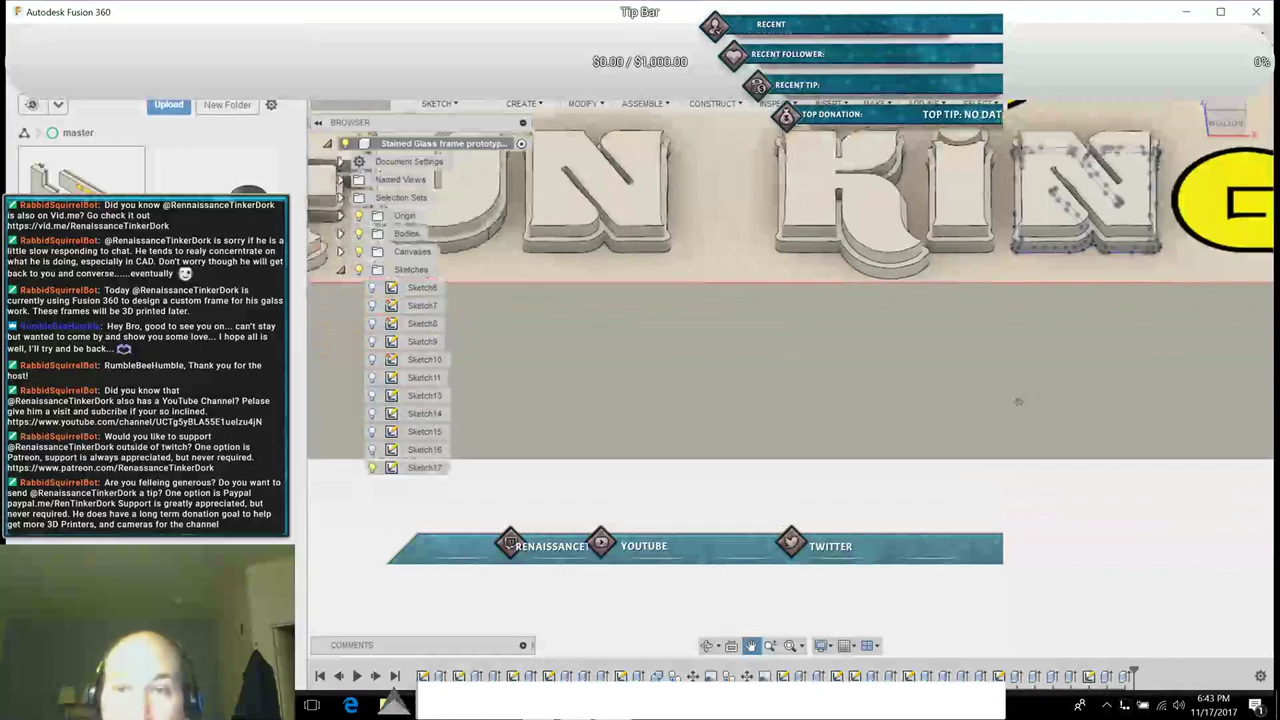 Autodesk Fusion 360
Tip Bar
RECENT
$0.00 / $1,000.00
RECENT FOLLOWER:
0%
RECENT TIP:
Upload
New Folder
SKETCH
CREATE
MODIFY
ASSEMBLE
CONSTRUCT
TOP DONATION:
TOP TIP: NO DAT
BROWSER
master
Stained Glass frame prototyp...
Document Settings
Named Views
Selection Sets
Origin
Bodies
Canvases
Sketches
Sketch6
Sketch7
Sketch8
Sketch9
Sketch10
Sketch11
Sketch13
Sketch14
Sketch15
Sketch16
Sketch17
N KiN
BOTTOM
RabbidSquirrelBot: Did you know @RennaissanceTinkerDork
is also on Vid.me? Go check it out
https://vid.me/RenaissanceTinkerDork
RabbidSquirrelBot: @RenaissanceTinkerDork is sorry if he is a
little slow responding to chat. He tends to realy concerntrate on
what he is doing, especially in CAD. Don't worry though he will get
back to you and converse......eventually
RabbidSquirrelBot: Today @RenaissanceTinkerDork is
currently using Fusion 360 to design a custom frame for his galss
work. These frames will be 3D printed later.
RumbleBeeHumble: Hey Bro, good to see you on... can't stay
but wanted to come by and show you some love... I hope all is
well, I'll try and be back...
RabbidSquirrelBot: RumbleBeeHumble, Thank you for the
host!
RabbidSquirrelBot: Did you know that
@RenaissanceTinkerDork also has a YouTube Channel? Pelase
give him a visit and subcribe if your so inclined.
https://www.youtube.com/channel/UCTg5yBLA55E1uelzu4jN
RabbidSquirrelBot: Would you like to support
@RenaissanceTinkerDork outside of twitch? One option is
Patreon, support is always appreciated, but never required.
https://www.patreon.com/RenassanceTinkerDork
RabbidSquirrelBot: Are you felleing generous? Do you want to
send @RenaissanceTinkerDork a tip? One option is Paypal
paypal.me/RenTinkerDork Support is greatly appreciated, but
never required. He does have a long term donation goal to help
get more 3D Printers, and cameras for the channel
RENAISSANCET
YOUTUBE
TWITTER
COMMENTS
6:43 PM
11/17/2017